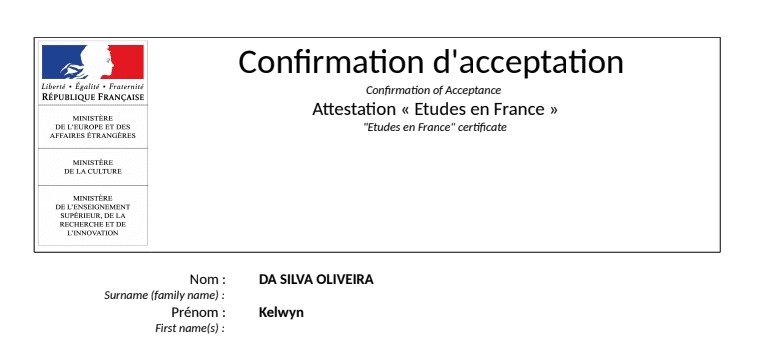 Confirmation d'acceptation
Confirmation of Acceptance
Attestation « Etudes en France »
"Etudes en France" certificate
Liberté • Égalité • Fraternité
RÉPUBLIQUE FRANÇAISE
MINISTÈRE
DE L'EUROPE ET DES
AFFAIRES ÉTRANGÈRES
MINISTÈRE
DE LA CULTURE
MINISTÈRE
DE L'ENSEIGNEMENT
SUPÉRIEUR, DE LA
RECHERCHE ET DE
L'INNOVATION
Nom : DA SILVA OLIVEIRA
Surname (family name) :
Prénom : Kelwyn
First name(s) :